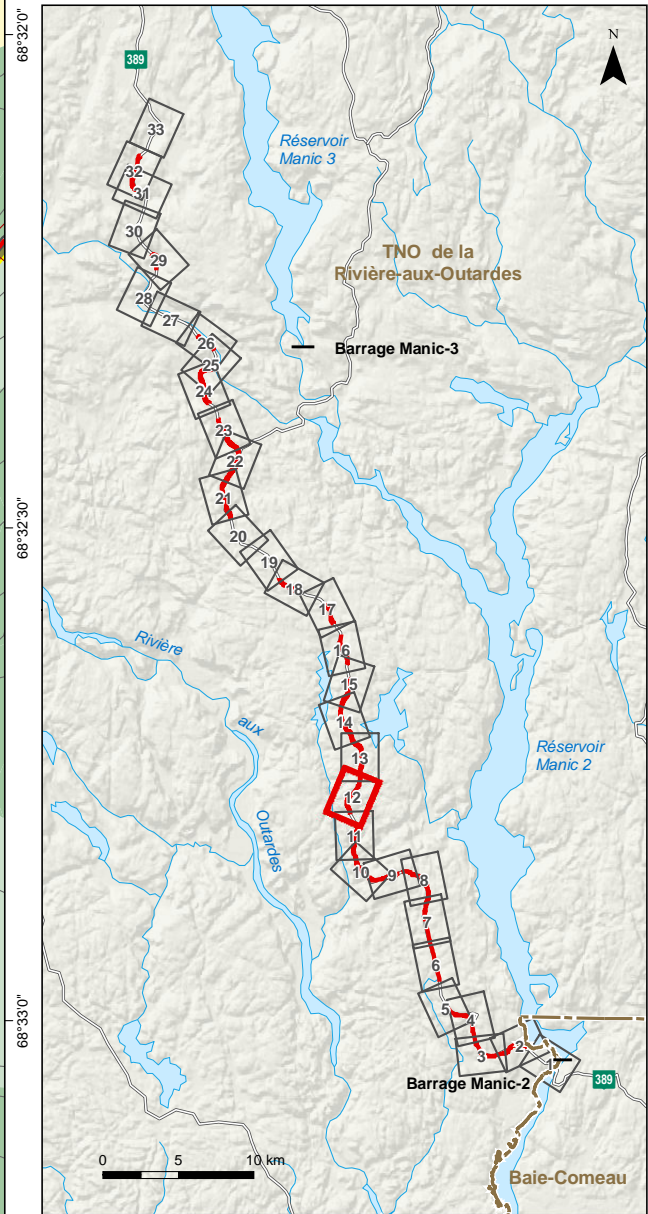 68°32'0"
N
389
33
Réservoir
Manic 3
32
31
30
TNO de la
Rivière-aux-Outardes
29
28
27
26
Barrage Manic-3
25
24
23
22
21
68°32'30"
20
19
18
17
Rivière
16
15
aux
14
Réservoir
Manic 2
13
12
Outardes
11
10
9
8
7
6
5
4
68°33'0"
3
2
1
Barrage Manic-2
389
0 5 10 km
Baie-Comeau